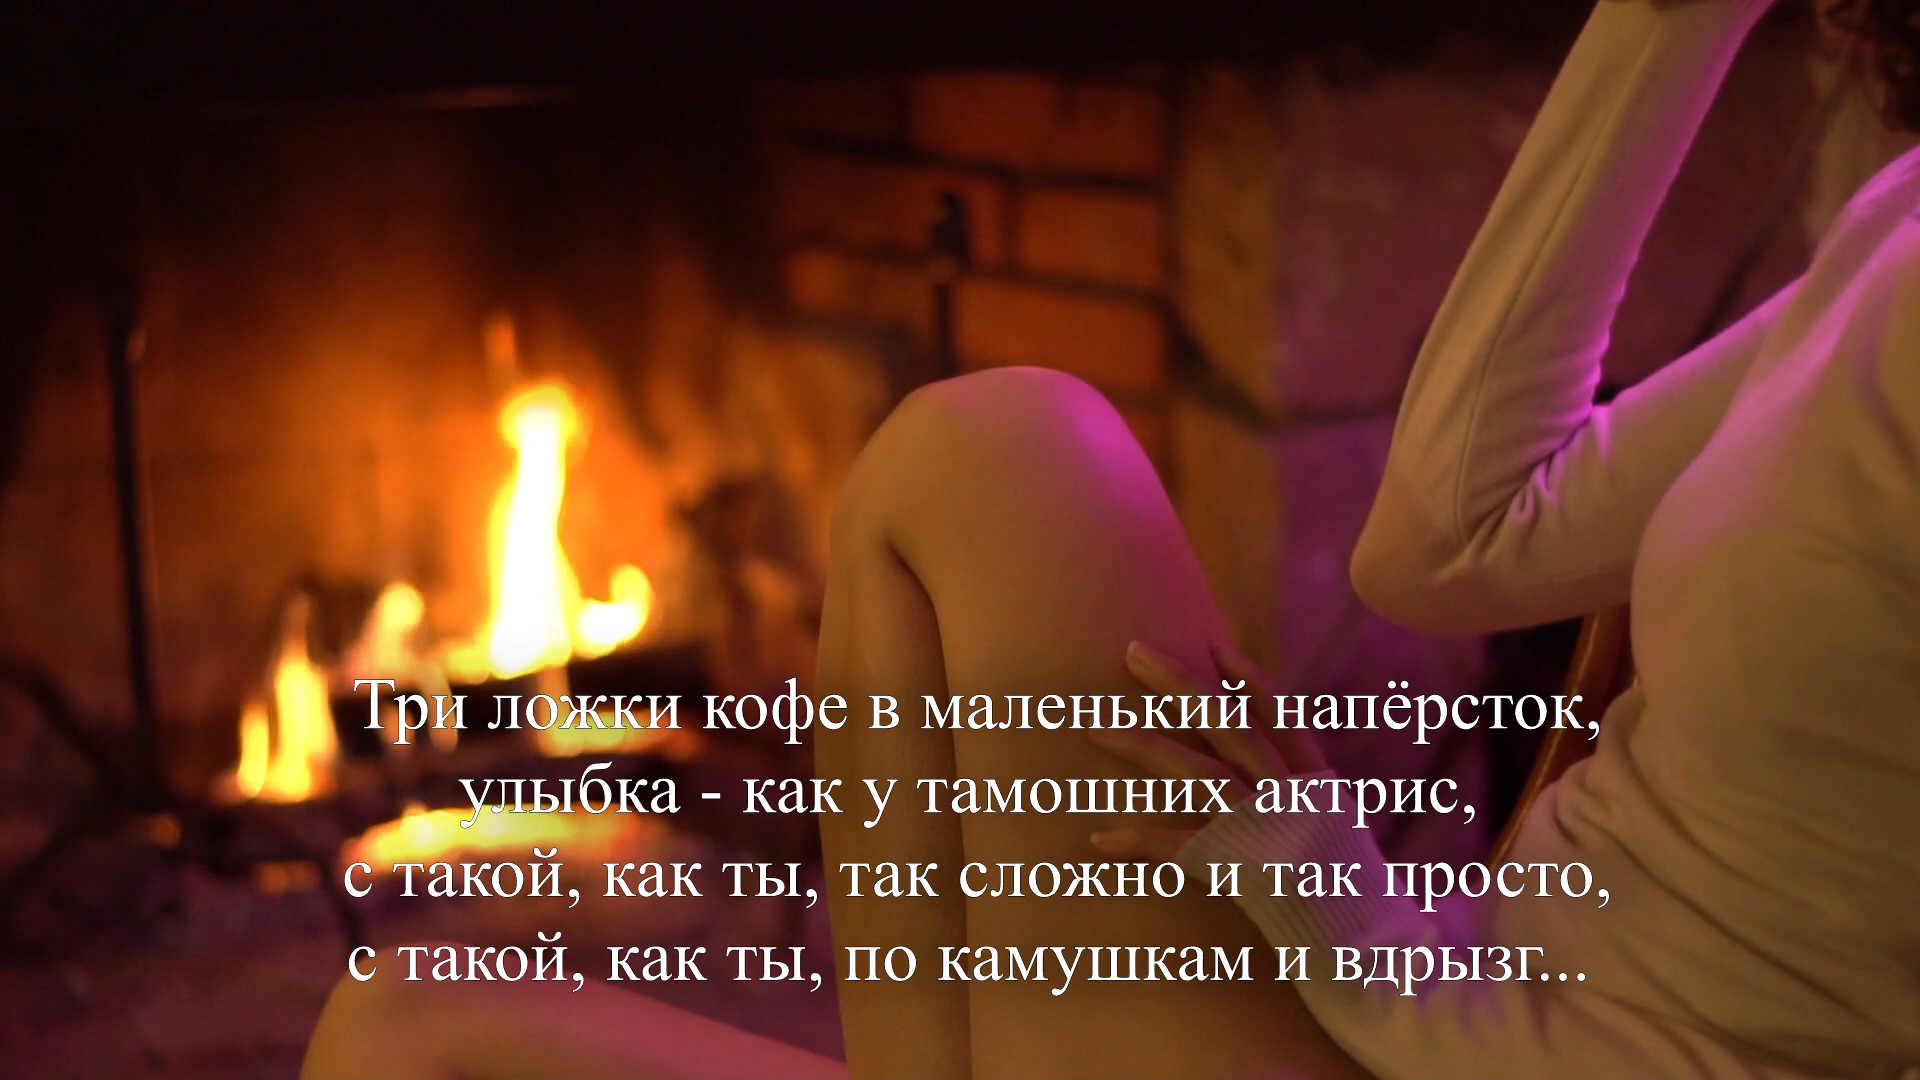 Три ложки кофе в маленький напёрсток,
улыбка - как у тамошних актрис,
с такой, как ты, так сложно и так просто,
с такой, как ты, по камушкам и вдрызг...